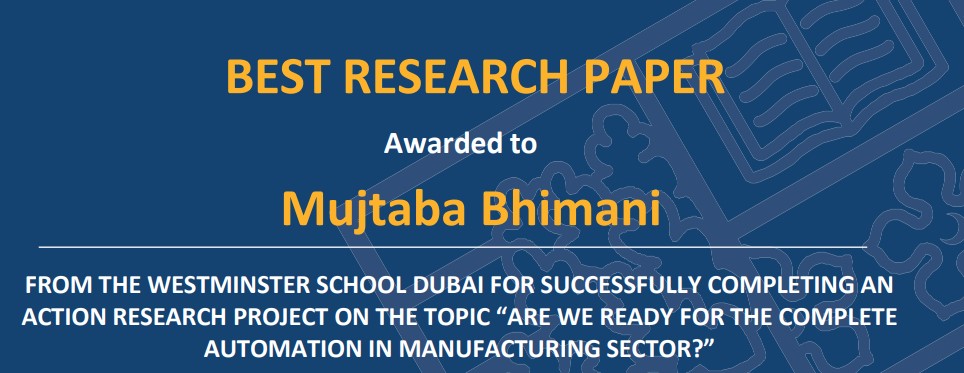 BEST RESEARCH PAPER
Awarded to
Mujtaba Bhimani
FROM THE WESTMINSTER SCHOOL DUBAI FOR SUCCESSFULLY COMPLETING AN
ACTION RESEARCH PROJECT ON THE TOPIC “ARE WE READY FOR THE COMPLETE
AUTOMATION IN MANUFACTURING SECTOR?”